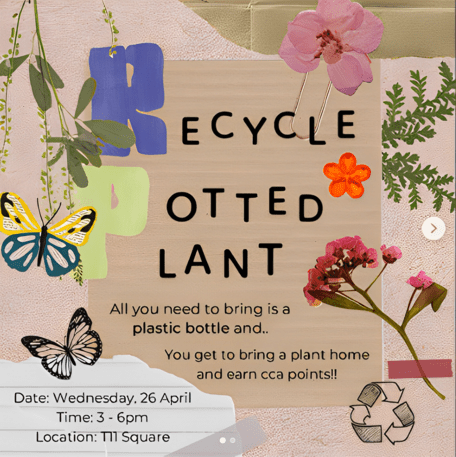 RECYCLE
POTTED
LANT
All you need to bring is a
plastic bottle and..
You get to bring a plant home
and earn cca points!!
Date: Wednesday, 26 April
Time: 3 - 6pm
Location: T11 Square